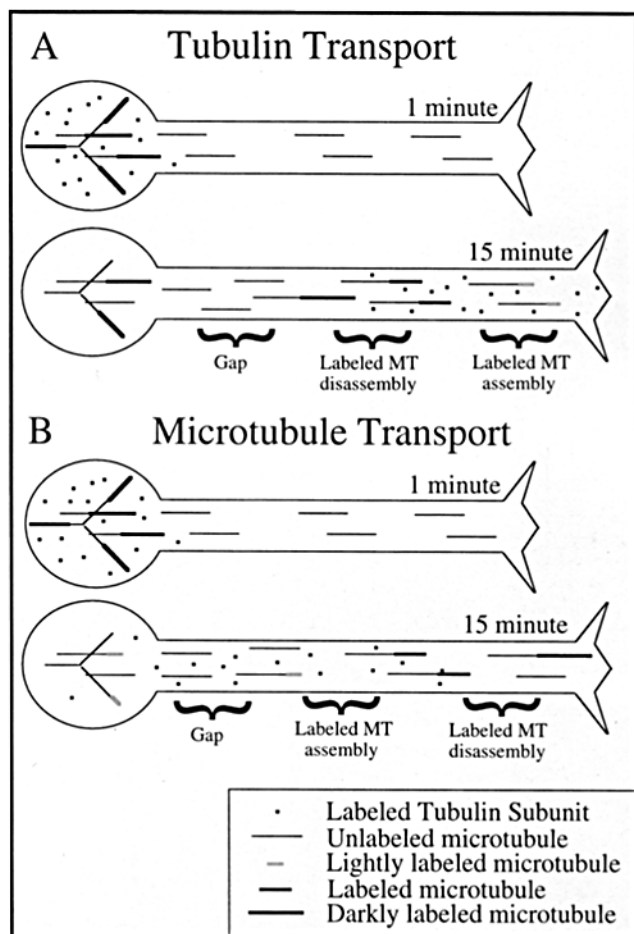 A Tubulin Transport
1 minute
15 minute
Gap
Labeled MT
disassembly
Labeled MT
assembly
B Microtubule Transport
1 minute
15 minute
Gap
Labeled MT
assembly
Labeled MT
disassembly
Labeled Tubulin Subunit
Unlabeled microtubule
Lightly labeled microtubule
Labeled microtubule
Darkly labeled microtubule